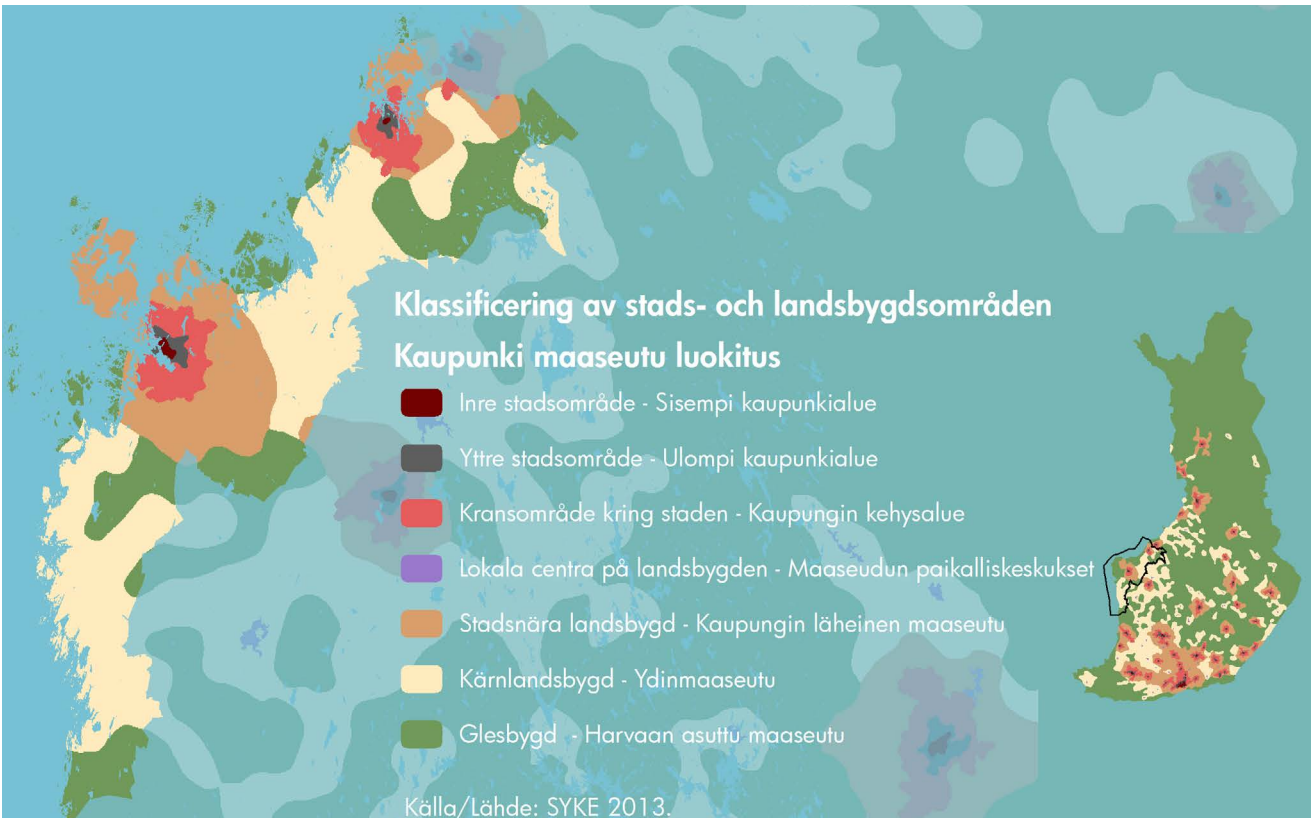 Klassificering av stads- och landsbygdsområden
Kaupunki maaseutu luokitus
Inre stadsområde - Sisempi kaupunkialue
Yttre stadsområde - Ulompi kaupunkialue
Kransområde kring staden - Kaupungin kehysalue
Lokala centra på landsbygden - Maaseudun paikalliskeskukset
Stadsnära landsbygd - Kaupungin läheinen maaseutu
Kärnlandsbygd - Ydinmaaseutu
Glesbygd - Harvaan asuttu maaseutu
Källa/Lähde: SYKE 2013.